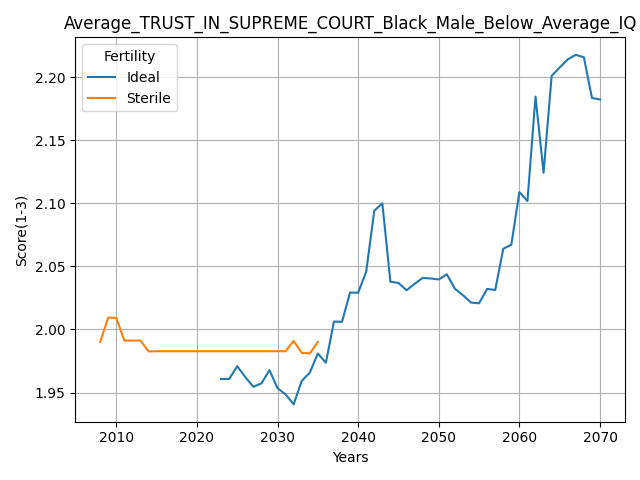 Average_TRUST_IN_SUPREME_COURT_Black_Male_Below_Average_IQ
Fertility
Ideal
Sterile
2.20
2.15
2.10
2.05
2.00
1.95
Score(1-3)
2010 2020 2030 2040 2050 2060 2070
Years